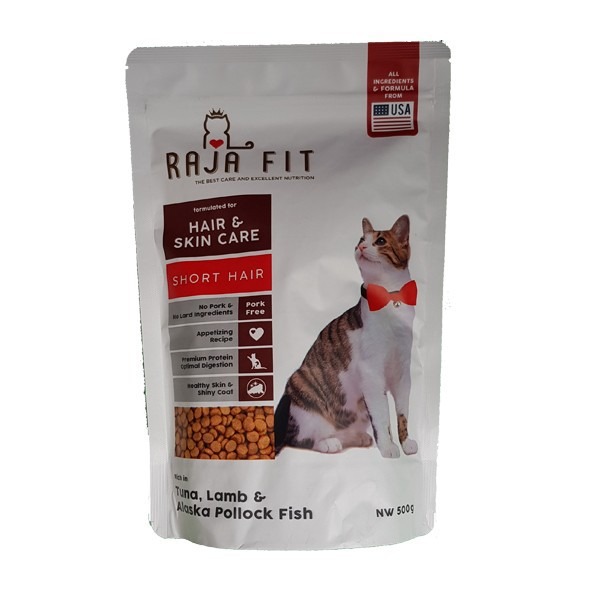 ALL
INGREDIENTS
& FORMULA
FROM
USA
RAJA FIT
THE BEST CARE AND EXCELLENT NUTRITION
formulated for
HAIR &
SKIN CARE
SHORT HAIR
No Pork &
No Lard Ingredients
Pork
Free
Appetizing
Recipe
Premium Protein
Optimal Digestion
Healthy Skin &
Shiny Coat
rich in
Tuna, Lamb &
Alaska Pollock Fish
NW 500g